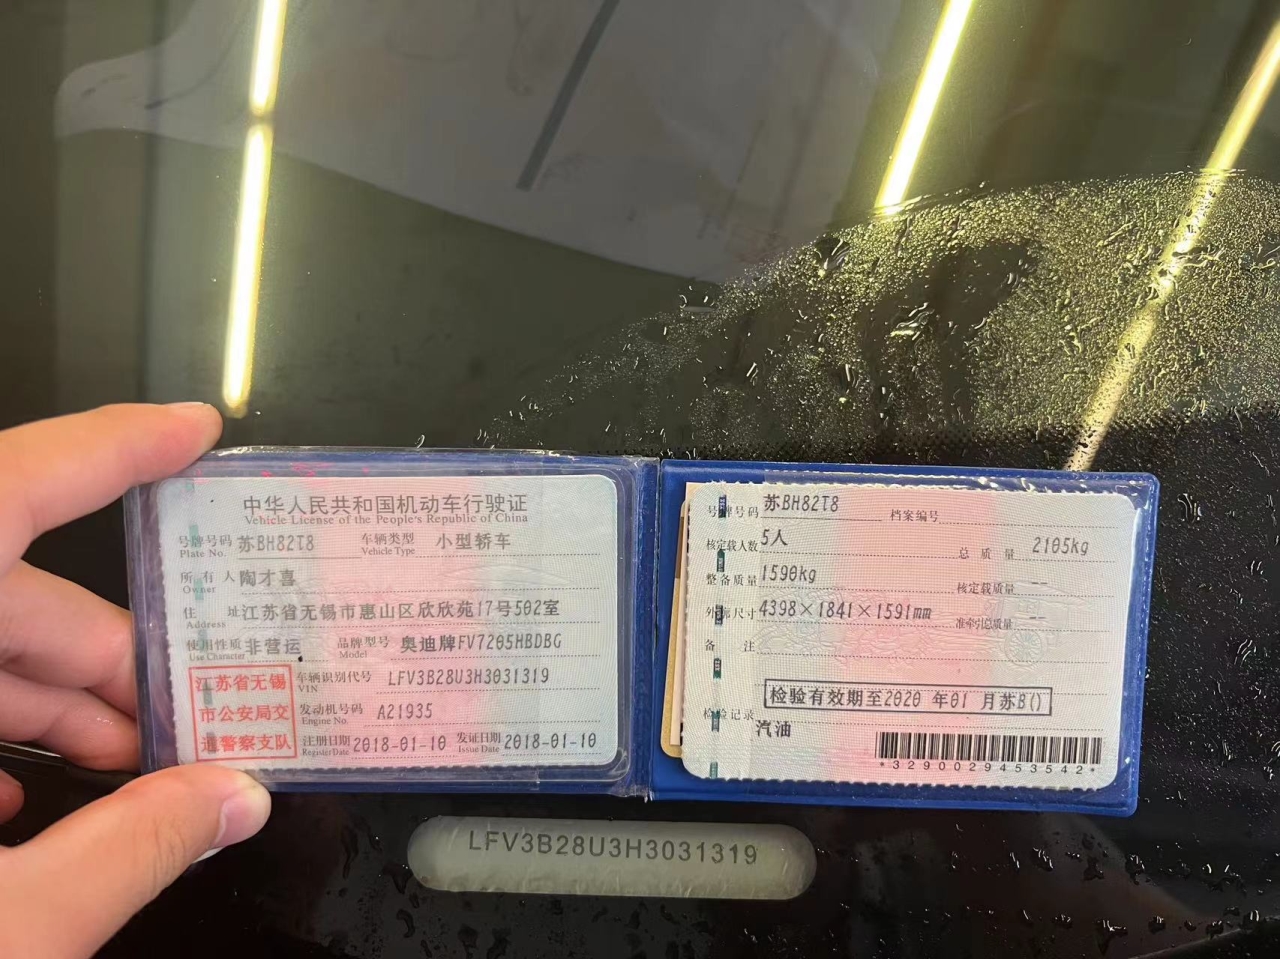 中华人民共和国机动车行驶证
Vehicle License of the People's Republic of China
号牌号码 苏BH82T8 车辆类型 小型轿车
Plate No. Vehicle Type
所有人 陶才喜
Owner
住址 江苏省无锡市惠山区欣欣苑17号502室
Address
使用性质 非营运 品牌型号 奥迪牌FV7205HBDBG
Use Character Model
江苏省无锡
市公安局交
通警察支队
车辆识别代号 LFV3B28U3H3031319
VIN
发动机号码 A21935
Engine No.
注册日期 2018-01-10 发证日期 2018-01-10
Register Date Issue Date
号牌号码 苏BH82T8 档案编号
核定载人数 5人 总质量 2105kg
整备质量 1590kg 核定载质量 --
外廓尺寸 4398×1841×1591mm 准牵引总质量 --
备注
检验有效期至2020 年01 月苏B()
检验记录
汽油
*3290029453542*
LFV3B28U3H3031319